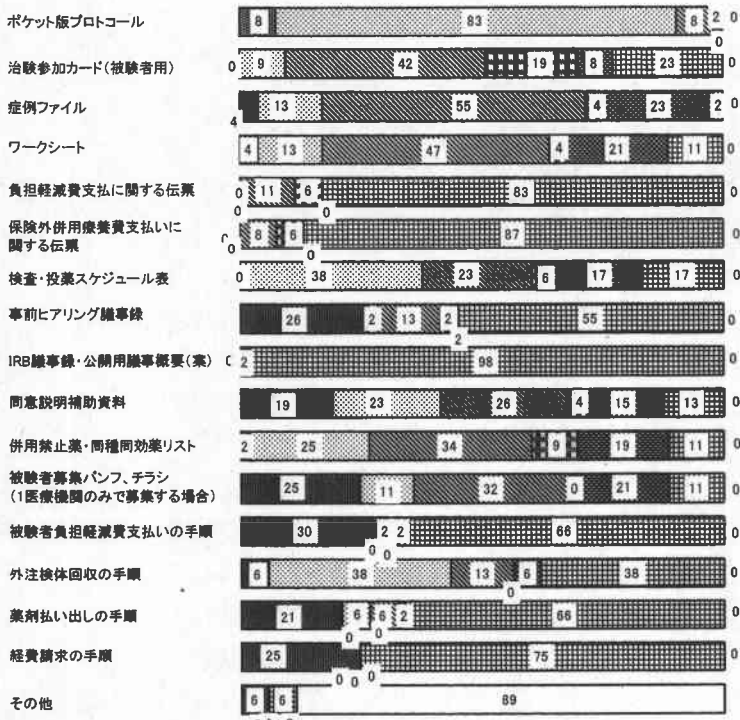 ポケット版プロトコール 8 83 8 2 0
0
治験参加カード(被験者用) 0 9 42 19 8 23 0
症例ファイル 4 13 55 4 23 2 0
ワークシート 4 13 47 4 21 11 0
負担軽減費支払に関する伝票 0 11 6 83 0
0 0
保険外併用療養費支払いに
関する伝票 0 8 6 87 0
0 0
検査・投薬スケジュール表 0 38 23 6 17 17 0
事前ヒアリング議事録 26 2 13 2 55 0
2
IRB議事録・公開用議事概要(案) 0 2 98 0
同意説明補助資料 19 23 26 4 15 13 0
併用禁止薬・同種同効薬リスト 2 25 34 9 19 11 0
被験者募集パンフ、チラシ
(1医療機関のみで募集する場合) 25 11 32 0 21 11 0
被験者負担軽減費支払いの手順 30 2 2 66 0
0 0
外注検体回収の手順 6 38 13 6 38 0
0
薬剤払い出しの手順 21 6 6 2 66 0
0 0
経費請求の手順 25 75 0
0 0 0
その他 6 6 89